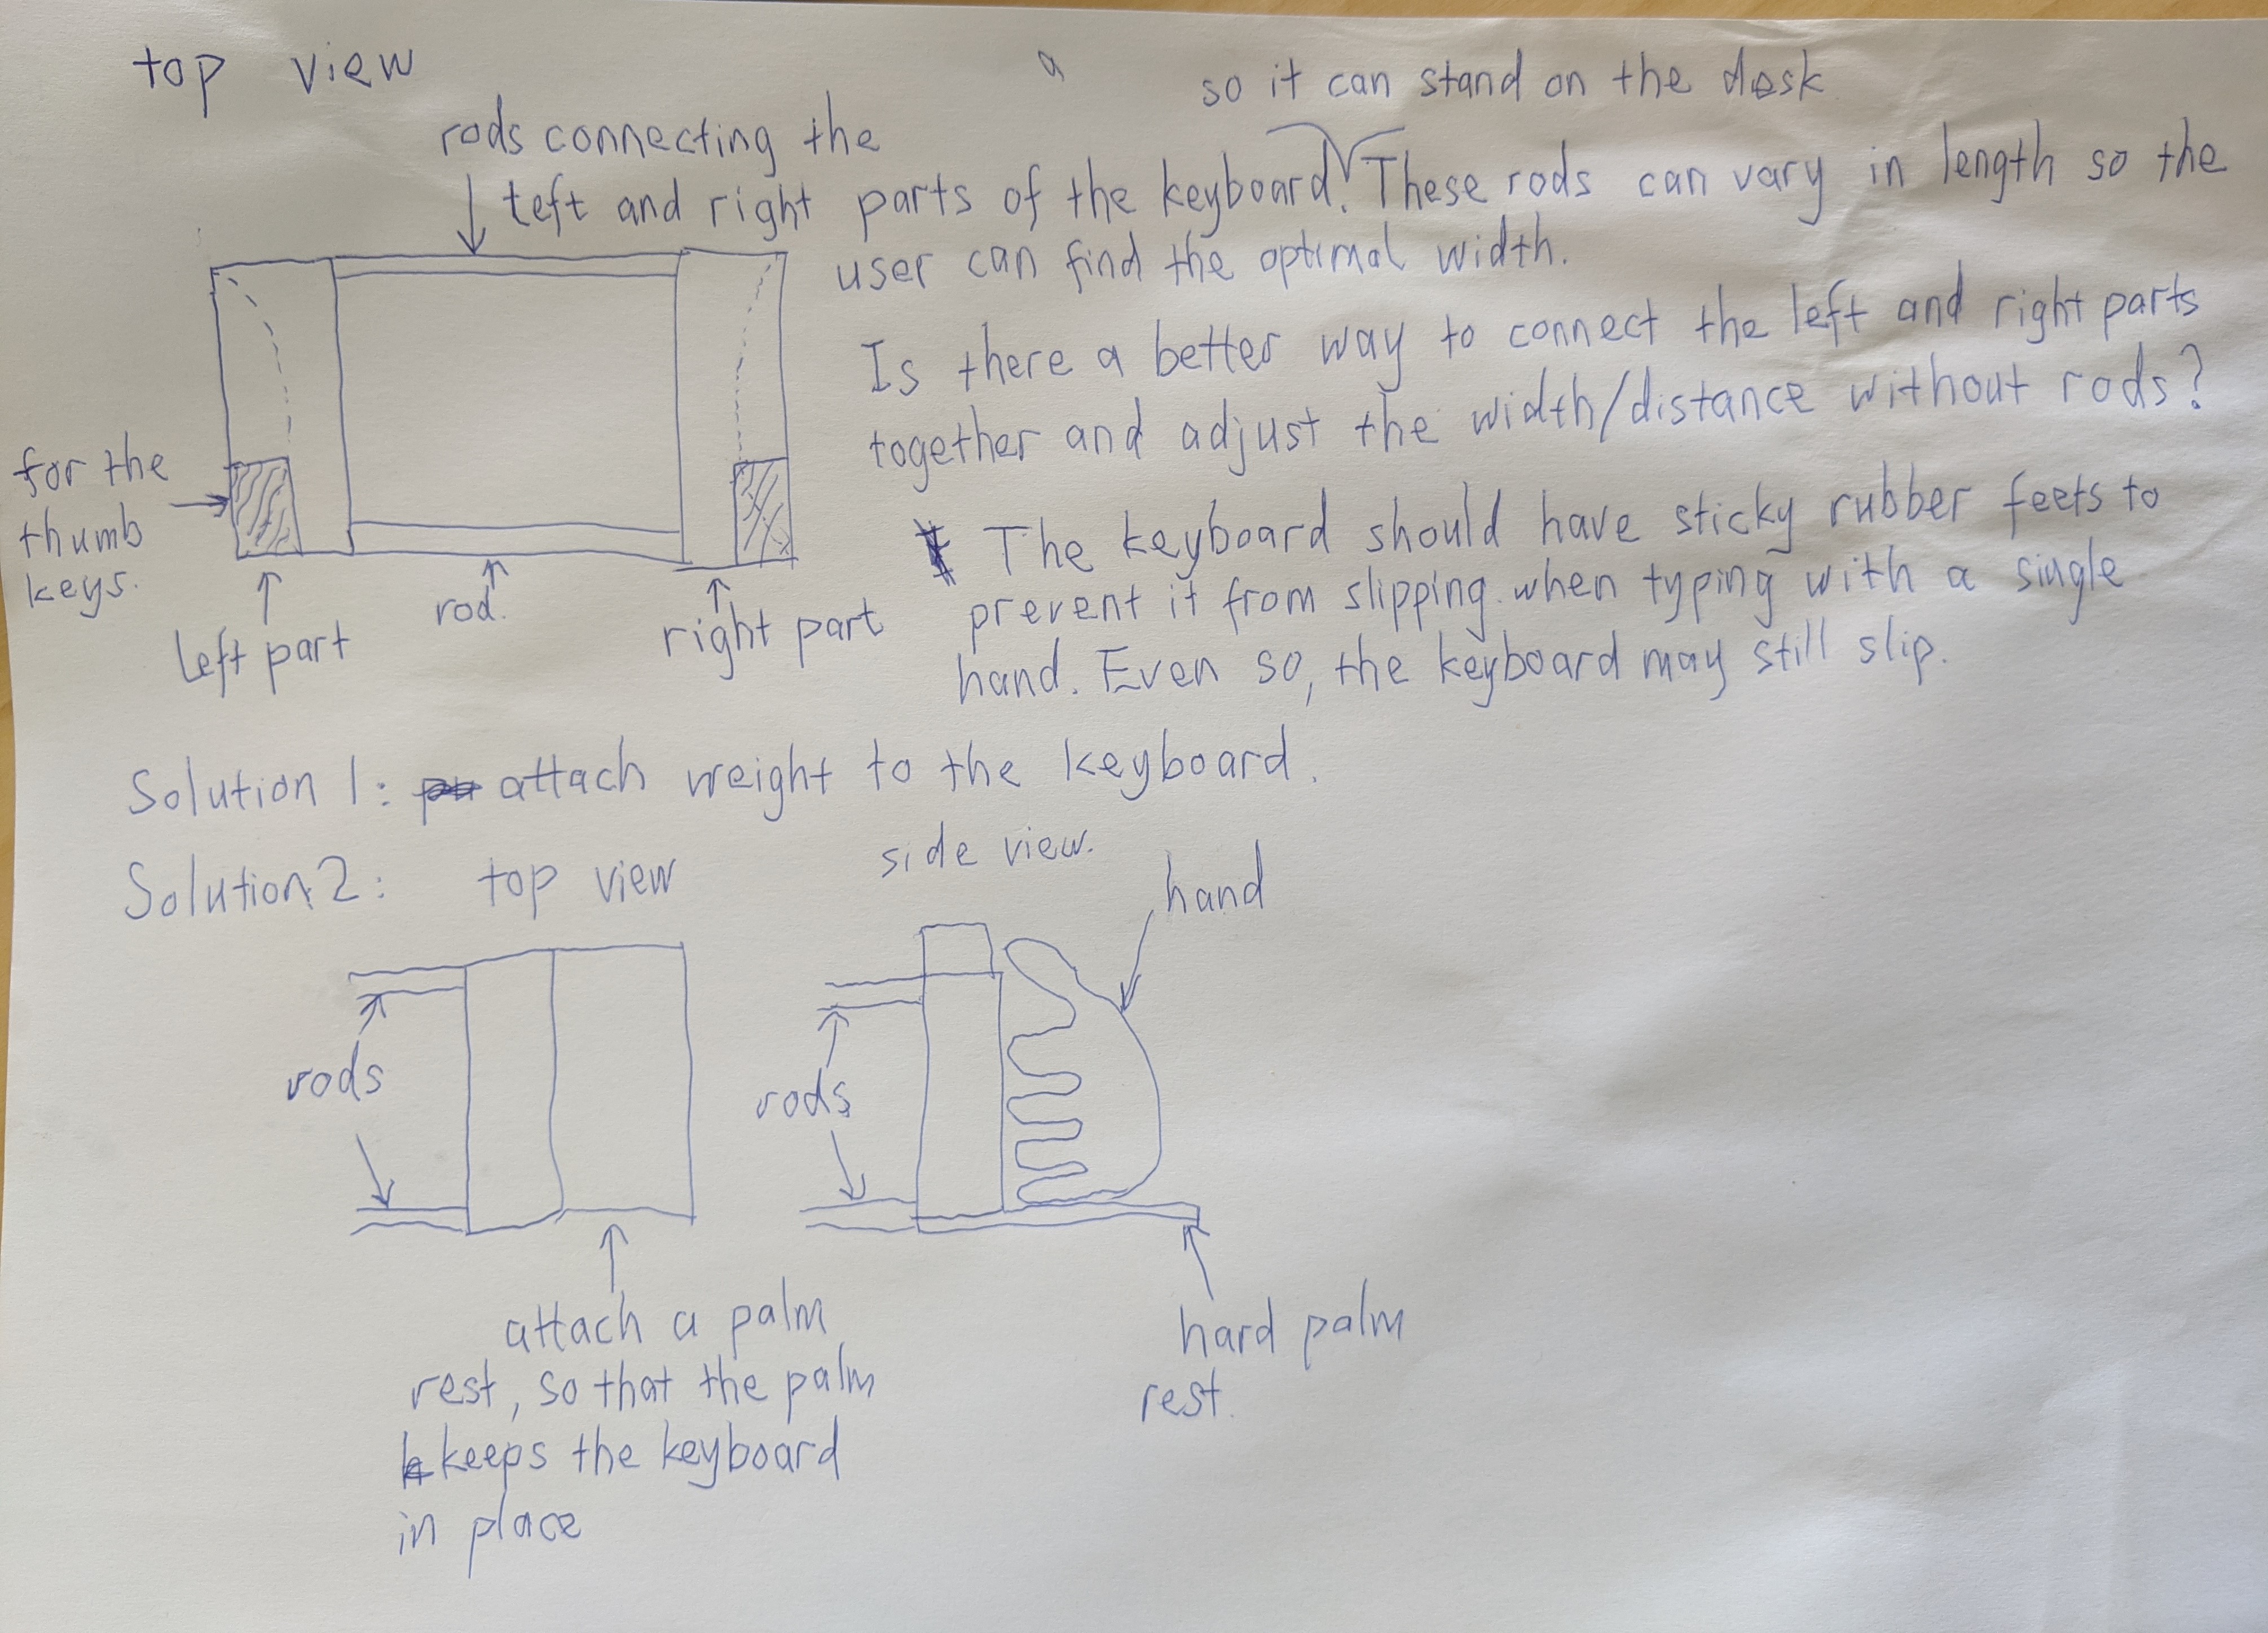 top view
a
so it can stand on the desk
rods connecting the
left and right parts of the keyboard. These rods can vary in length so the
user can find the optimal width.
Is there a better way to connect the left and right parts
together and adjust the width/distance without rods?
for the
thumb
keys.
left part
rod.
right part
* The keyboard should have sticky rubber feets to
prevent it from slipping when typing with a single
hand. Even so, the keyboard may still slip.
Solution 1: attach weight to the keyboard.
Solution 2: top view
side view.
hand
rods
rods
attach a palm
rest, so that the palm
keeps the keyboard
in place
hard palm
rest.